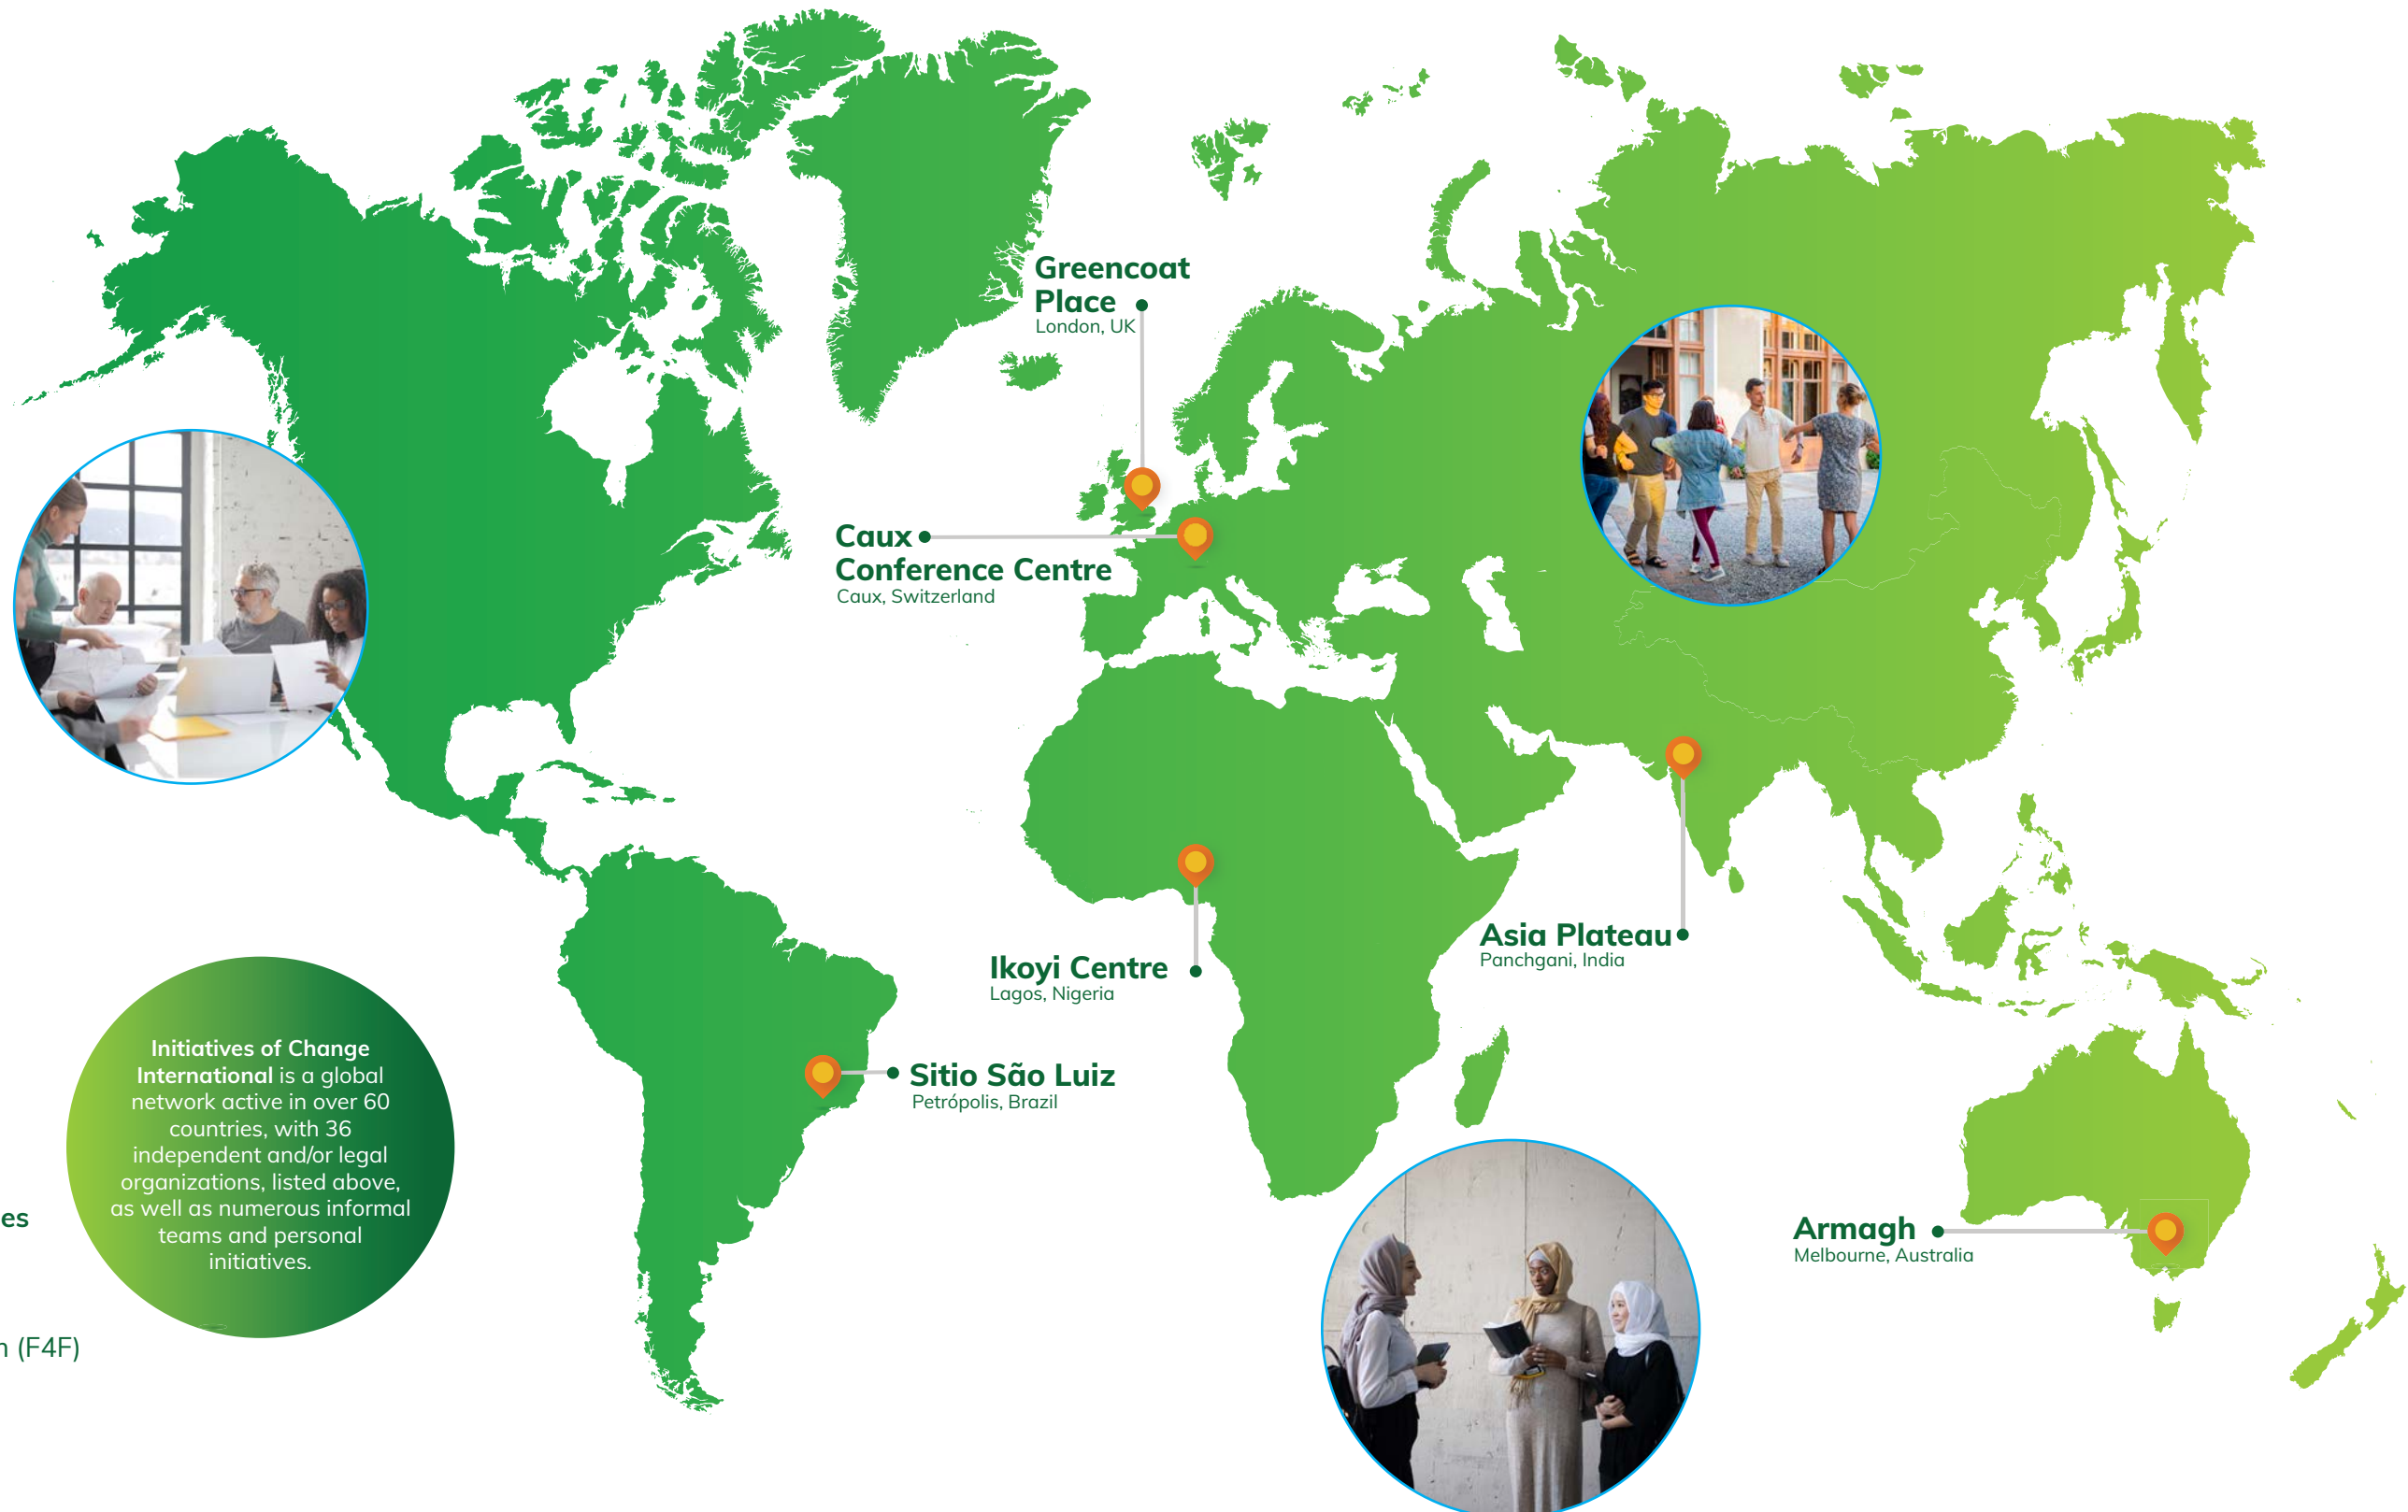 Greencoat
Place
London, UK
Caux
Conference Centre
Caux, Switzerland
Asia Plateau
Panchgani, India
Ikoyi Centre
Lagos, Nigeria
Sitio São Luiz
Petrópolis, Brazil
Armagh
Melbourne, Australia
Initiatives of Change
International is a global
network active in over 60
countries, with 36
independent and/or legal
organizations, listed above,
as well as numerous informal
teams and personal
initiatives.
es
(F4F)